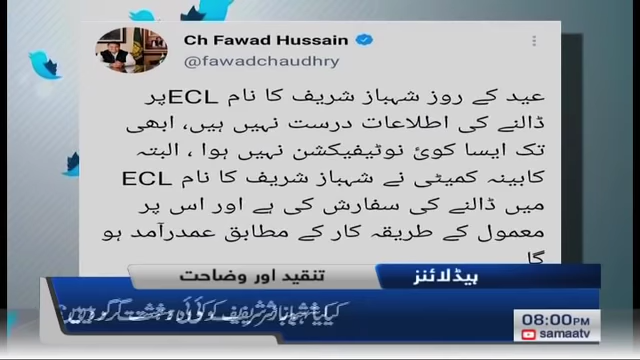 Ch Fawad Hussain
@fawadchaudhry
عید کے روز شہباز شریف کا نام ECLپر
ڈالنے کی اطلاعات درست نہیں ہیں، ابھی
تک ایسا کوئ نوٹیفیکشن نہیں ہوا ، البتہ
کابینہ کمیٹی نے شہباز شریف کا نام ECL
میں ڈالنے کی سفارش کی ہے اور اس پر
معمول کے طریقہ کار کے مطابق عمدرآمد ہو
گا
ہیڈلائنز
تنقید اور وضاحت
08:00PM
samaatv